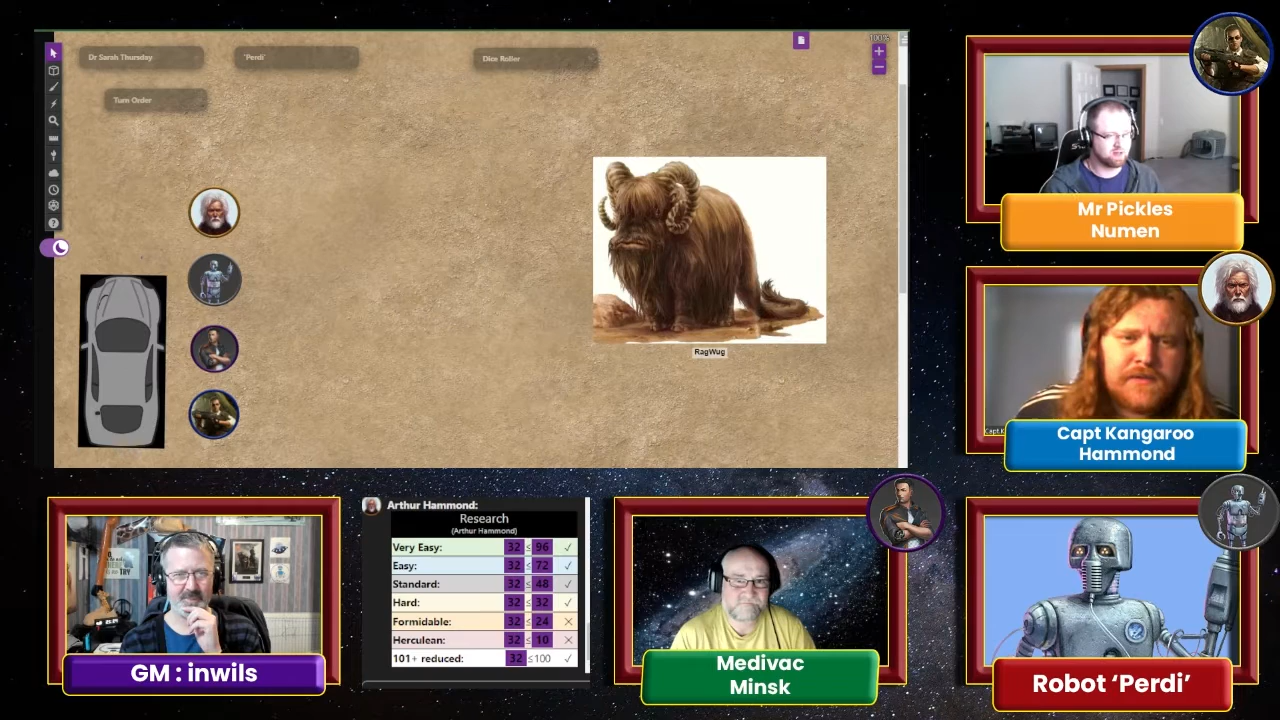 Dr Sarah Thursday
'Perdi'
Dice Roller
100%
Turn Order
RagWug
Mr Pickles
Numen
Capt Kangaroo
Hammond
Arthur Hammond:
Research
(Arthur Hammond)
Very Easy: 32 ≤ 96 ✓
Easy: 32 ≤ 72 ✓
Standard: 32 ≤ 48 ✓
Hard: 32 ≤ 32 ✓
Formidable: 32 ≤ 24 ✕
Herculean: 32 ≤ 10 ✕
101+ reduced: 32 ≤100 ✓
GM : inwils
Medivac
Minsk
Robot ‘Perdi’
TRY